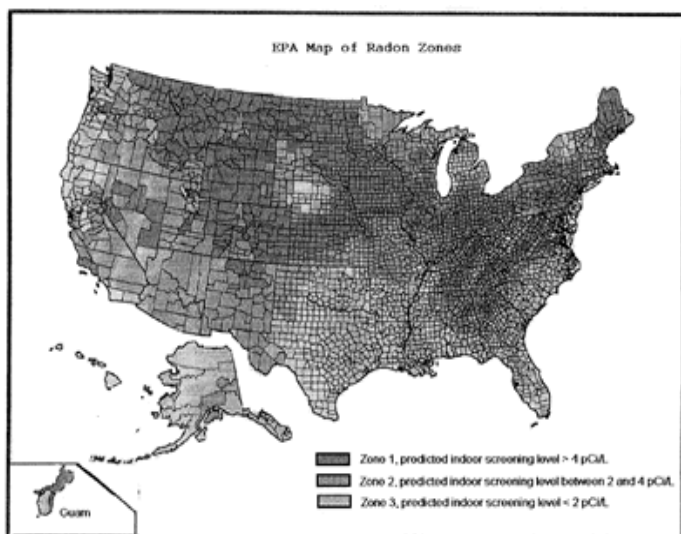 EPA Map of Radon Zones
Zone 1, predicted indoor screening level > 4 pCi/L
Zone 2, predicted indoor screening level between 2 and 4 pCi/L
Zone 3, predicted indoor screening level < 2 pCi/L
Guam